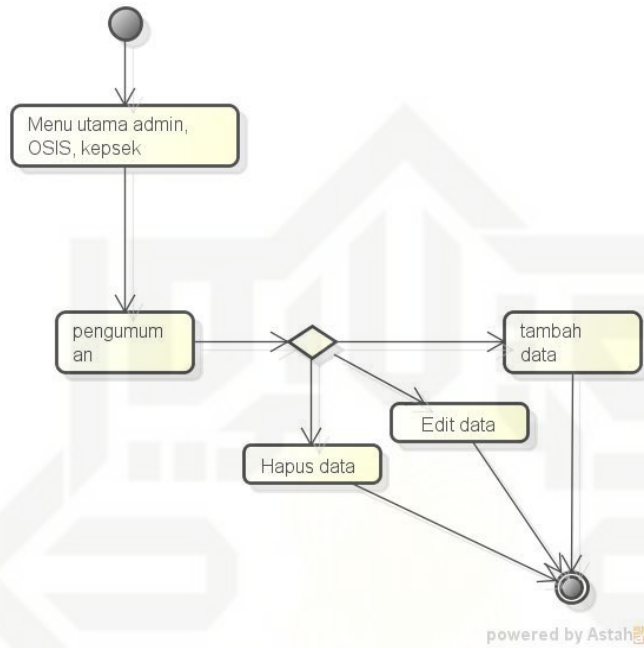 Menu utama admin,
OSIS, kepsek
pengumum
an
tambah
data
Edit data
Hapus data
powered by Astah